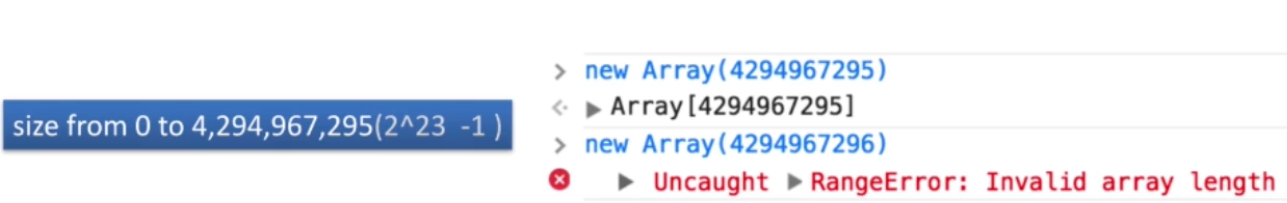 size from 0 to 4,294,967,295(2^23 -1 )
> new Array(4294967295)
<· ▶ Array[4294967295]
> new Array(4294967296)
▶ Uncaught ▶RangeError: Invalid array length